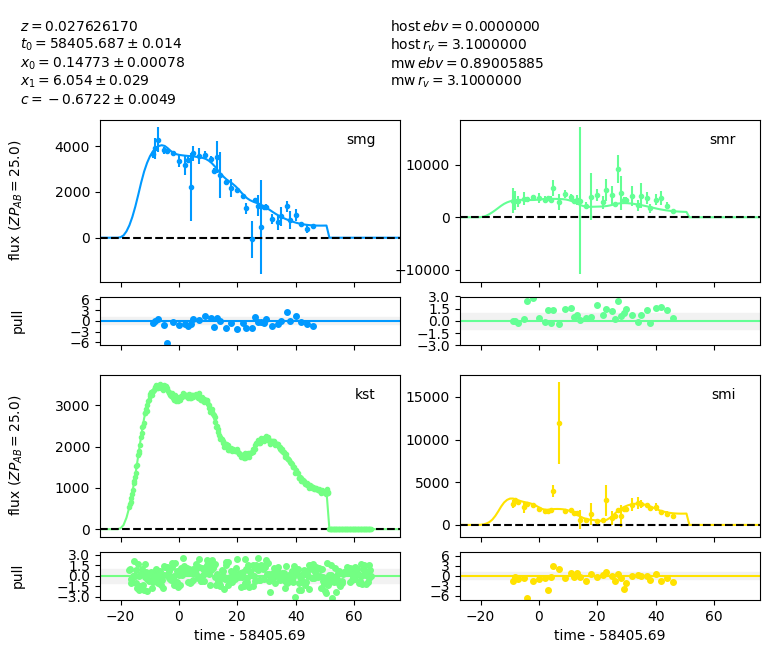 z = 0.027626170
t0 = 58405.687 ± 0.014
x0 = 0.14773 ± 0.00078
x1 = 6.054 ± 0.029
c = −0.6722 ± 0.0049
host ebv = 0.0000000
host rv = 3.1000000
mw ebv = 0.89005885
mw rv = 3.1000000
smg
flux (ZPAB = 25.0)
4000
2000
0
pull
6
3
0
−3
−6
smr
10000
0
−10000
3.0
1.5
0.0
−1.5
−3.0
kst
flux (ZPAB = 25.0)
3000
2000
1000
0
pull
3.0
1.5
0.0
−1.5
−3.0
−20 0 20 40 60
time - 58405.69
smi
15000
10000
5000
0
6
3
0
−3
−6
−20 0 20 40 60
time - 58405.69